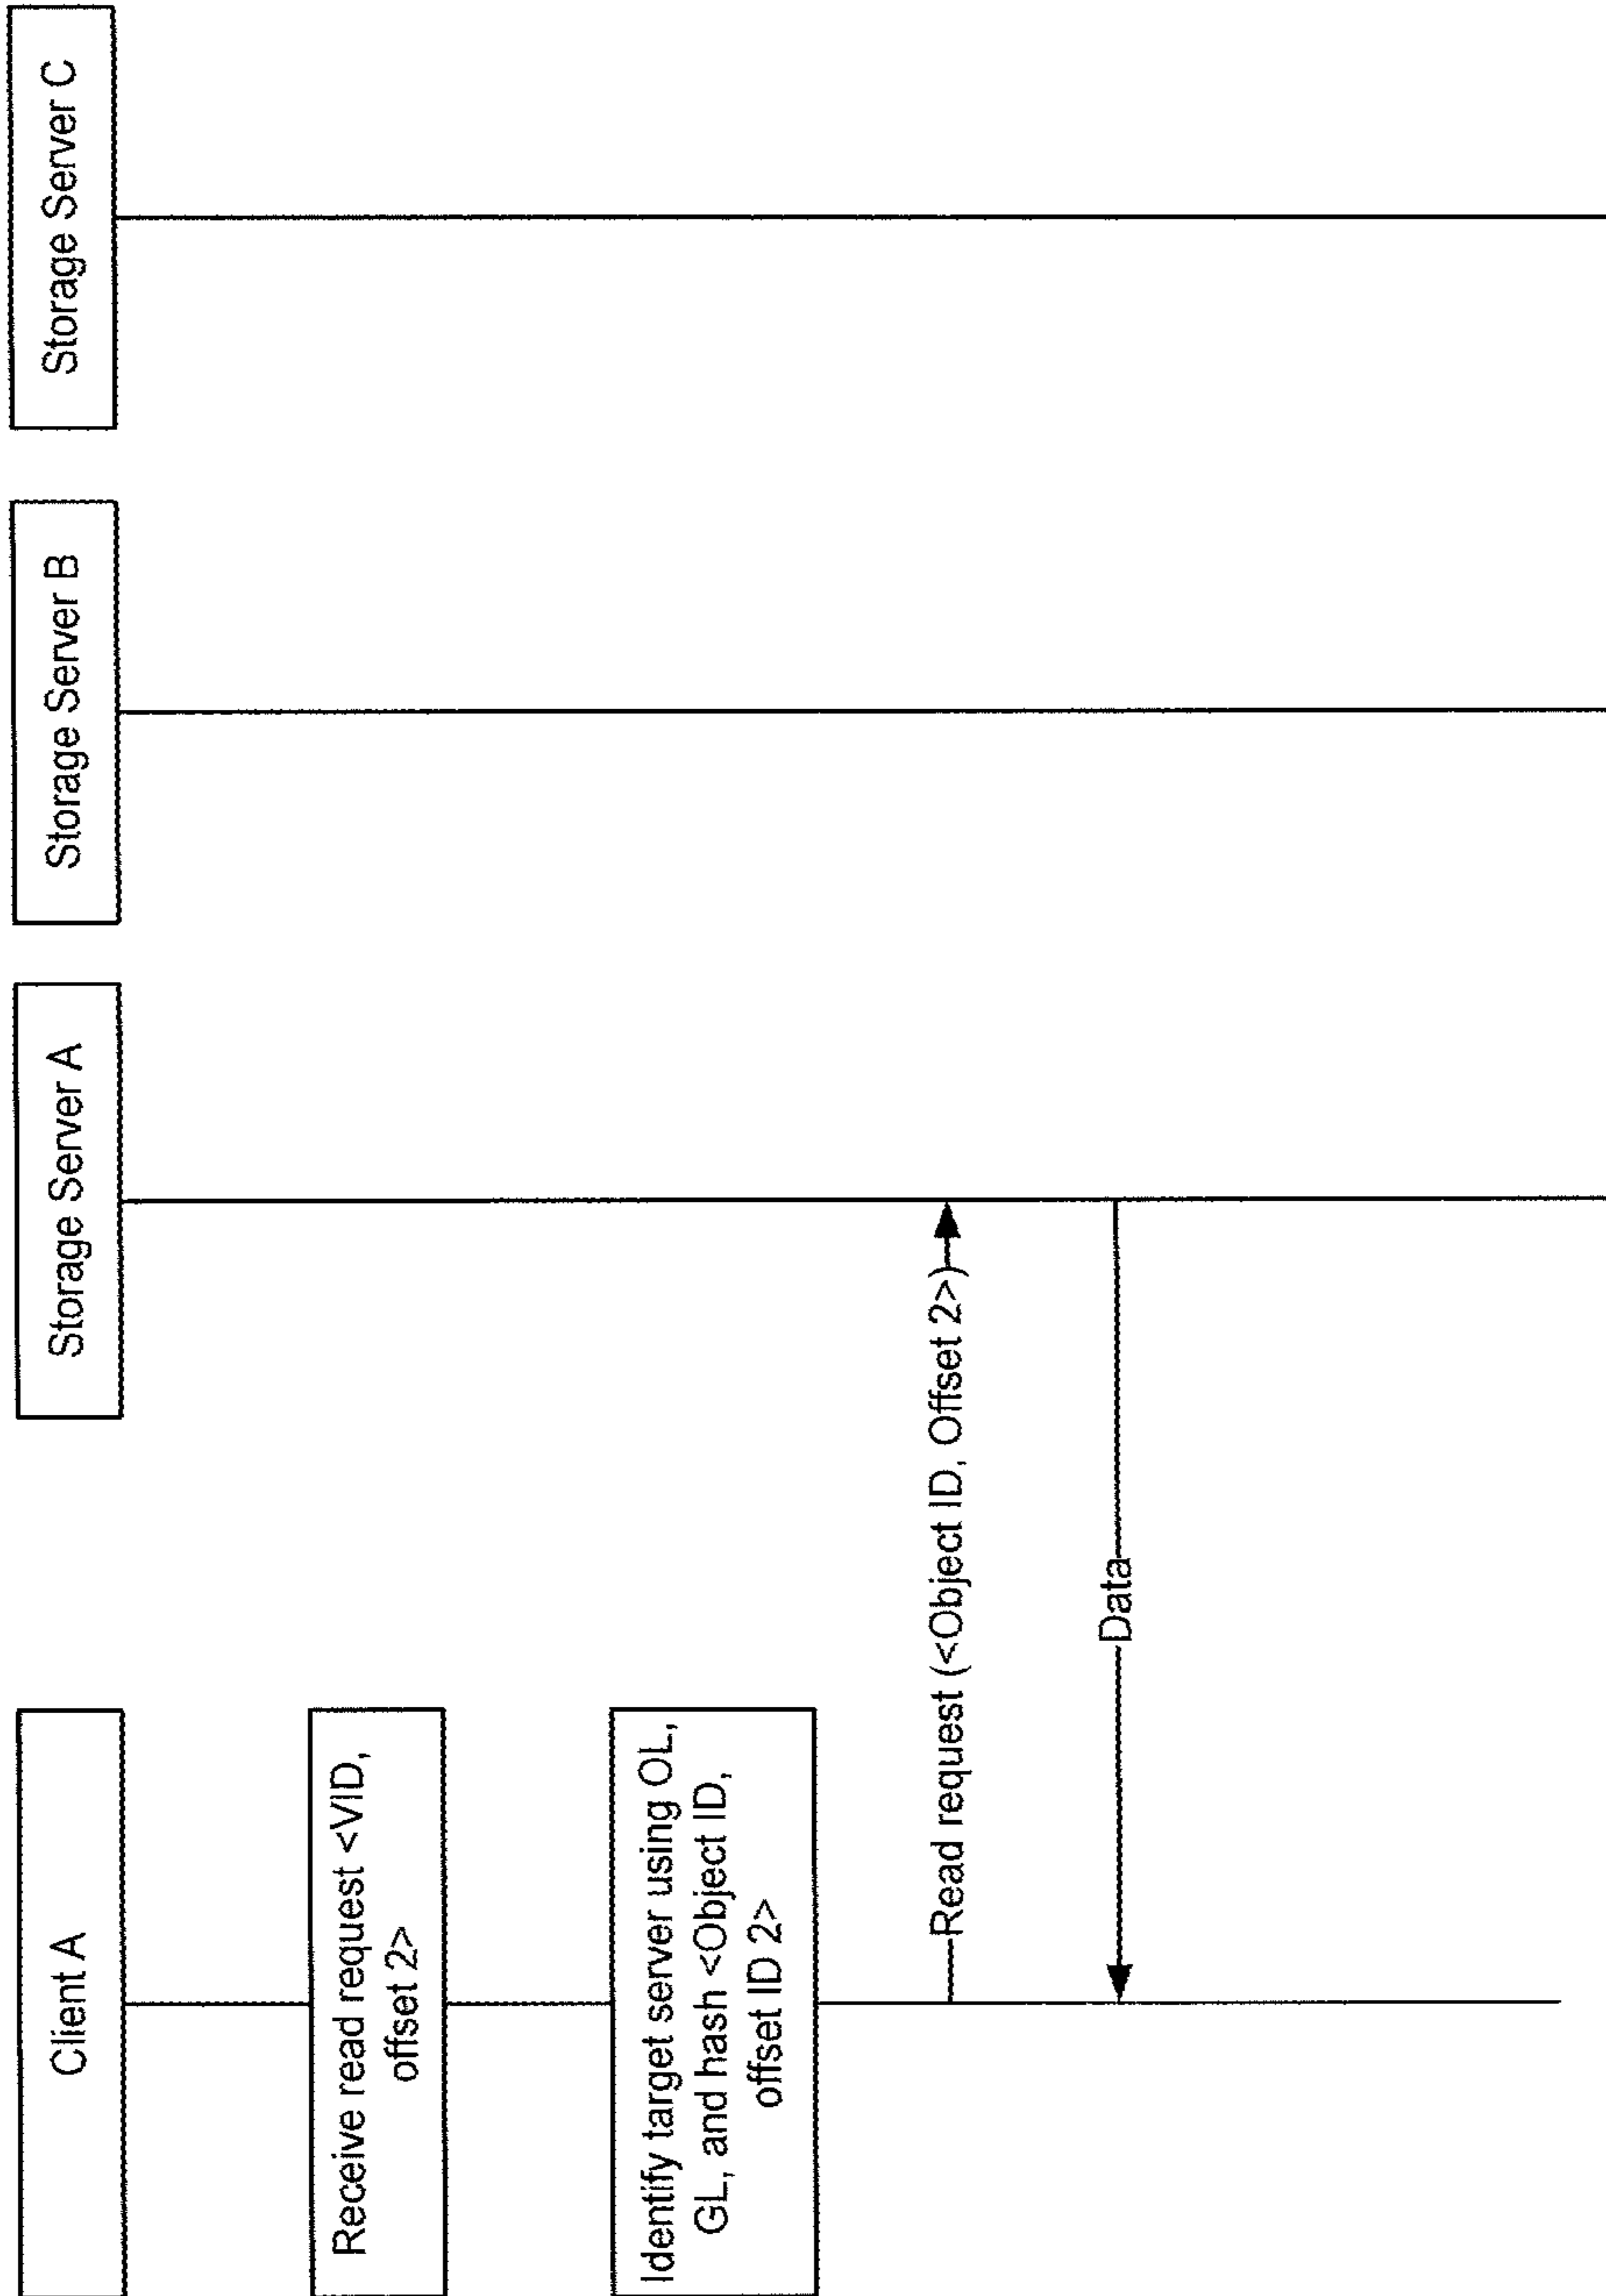 Client A
Storage Server A
Storage Server B
Storage Server C
Receive read request <VID,
offset 2>
Identify target server using OL,
GL, and hash <Object ID,
offset ID 2>
Read request (<Object ID, Offset 2>)
Data